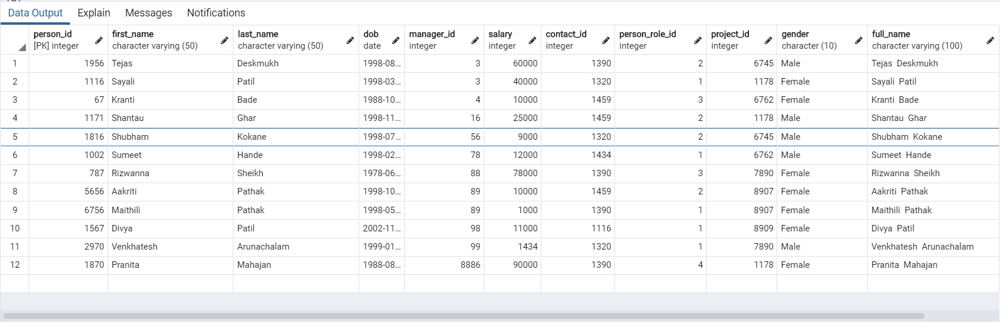 Data Output Explain Messages Notifications
person_id first_name last_name dob manager_id salary contact_id person_role_id project_id gender full_name
[PK] integer character varying (50) character varying (50) date integer integer integer integer integer character (10) character varying (100)
1 1956 Tejas Deskmukh 1998-08... 3 60000 1390 2 6745 Male Tejas Deskmukh
2 1116 Sayali Patil 1998-03... 3 40000 1320 1 1178 Female Sayali Patil
3 67 Kranti Bade 1988-10... 4 10000 1459 3 6762 Female Kranti Bade
4 1171 Shantau Ghar 1998-11... 16 25000 1459 2 1178 Male Shantau Ghar
5 1816 Shubham Kokane 1998-07... 56 9000 1320 2 6745 Male Shubham Kokane
6 1002 Sumeet Hande 1998-02... 78 12000 1434 1 6762 Male Sumeet Hande
7 787 Rizwanna Sheikh 1978-06... 88 78000 1390 3 7890 Female Rizwanna Sheikh
8 5656 Aakriti Pathak 1998-10... 89 10000 1459 2 8907 Female Aakriti Pathak
9 6756 Maithili Pathak 1998-05... 89 1000 1390 1 8907 Female Maithili Pathak
10 1567 Divya Patil 2002-11... 98 11000 1116 1 8909 Female Divya Patil
11 2970 Venkhatesh Arunachalam 1999-01... 99 1434 1320 1 7890 Male Venkhatesh Arunachalam
12 1870 Pranita Mahajan 1988-08... 8886 90000 1390 4 1178 Female Pranita Mahajan